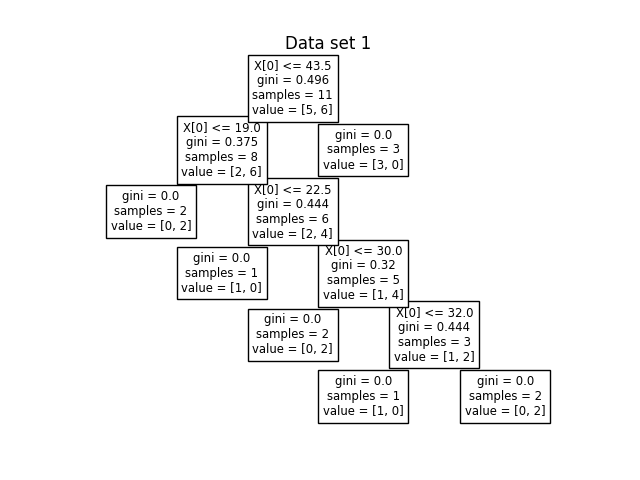 Data set 1
X[0] <= 43.5
gini = 0.496
samples = 11
value = [5, 6]
X[0] <= 19.0
gini = 0.375
samples = 8
value = [2, 6]
gini = 0.0
samples = 3
value = [3, 0]
gini = 0.0
samples = 2
value = [0, 2]
X[0] <= 22.5
gini = 0.444
samples = 6
value = [2, 4]
gini = 0.0
samples = 1
value = [1, 0]
X[0] <= 30.0
gini = 0.32
samples = 5
value = [1, 4]
gini = 0.0
samples = 2
value = [0, 2]
X[0] <= 32.0
gini = 0.444
samples = 3
value = [1, 2]
gini = 0.0
samples = 1
value = [1, 0]
gini = 0.0
samples = 2
value = [0, 2]